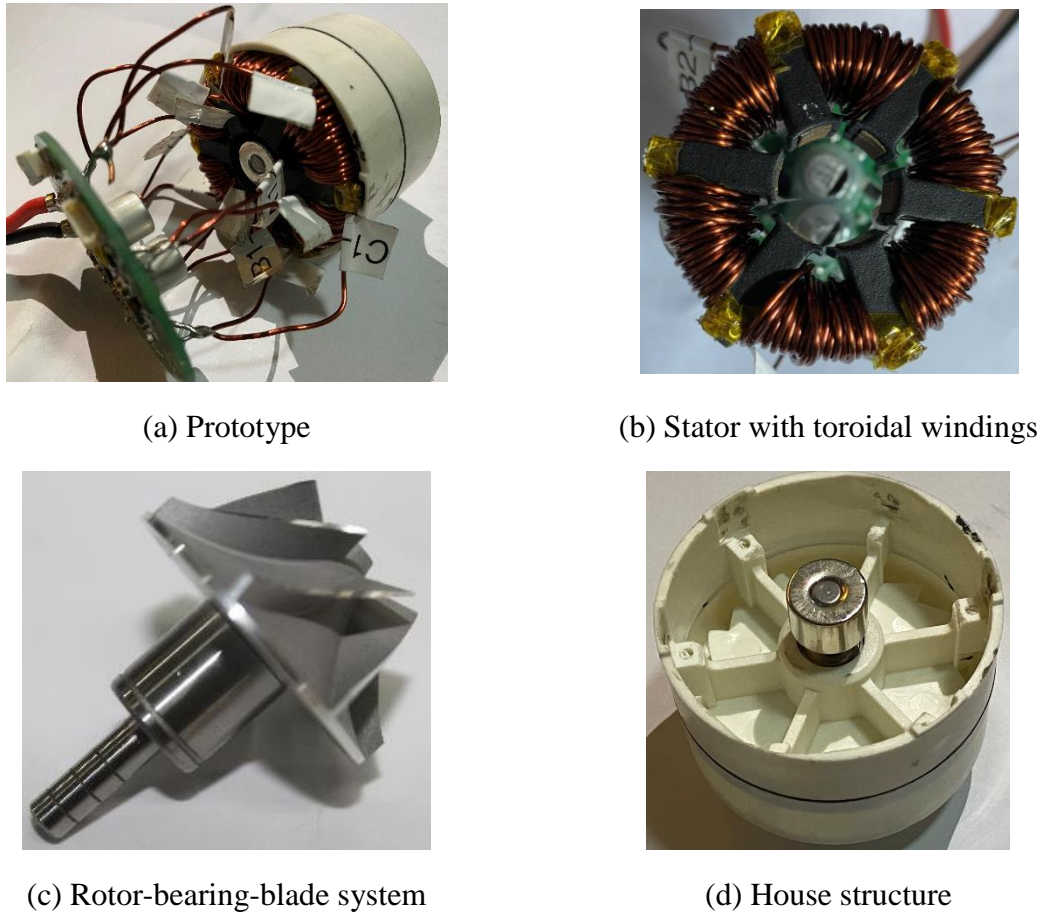 B1-
C1-
B2-
(a) Prototype
(b) Stator with toroidal windings
(c) Rotor-bearing-blade system
(d) House structure